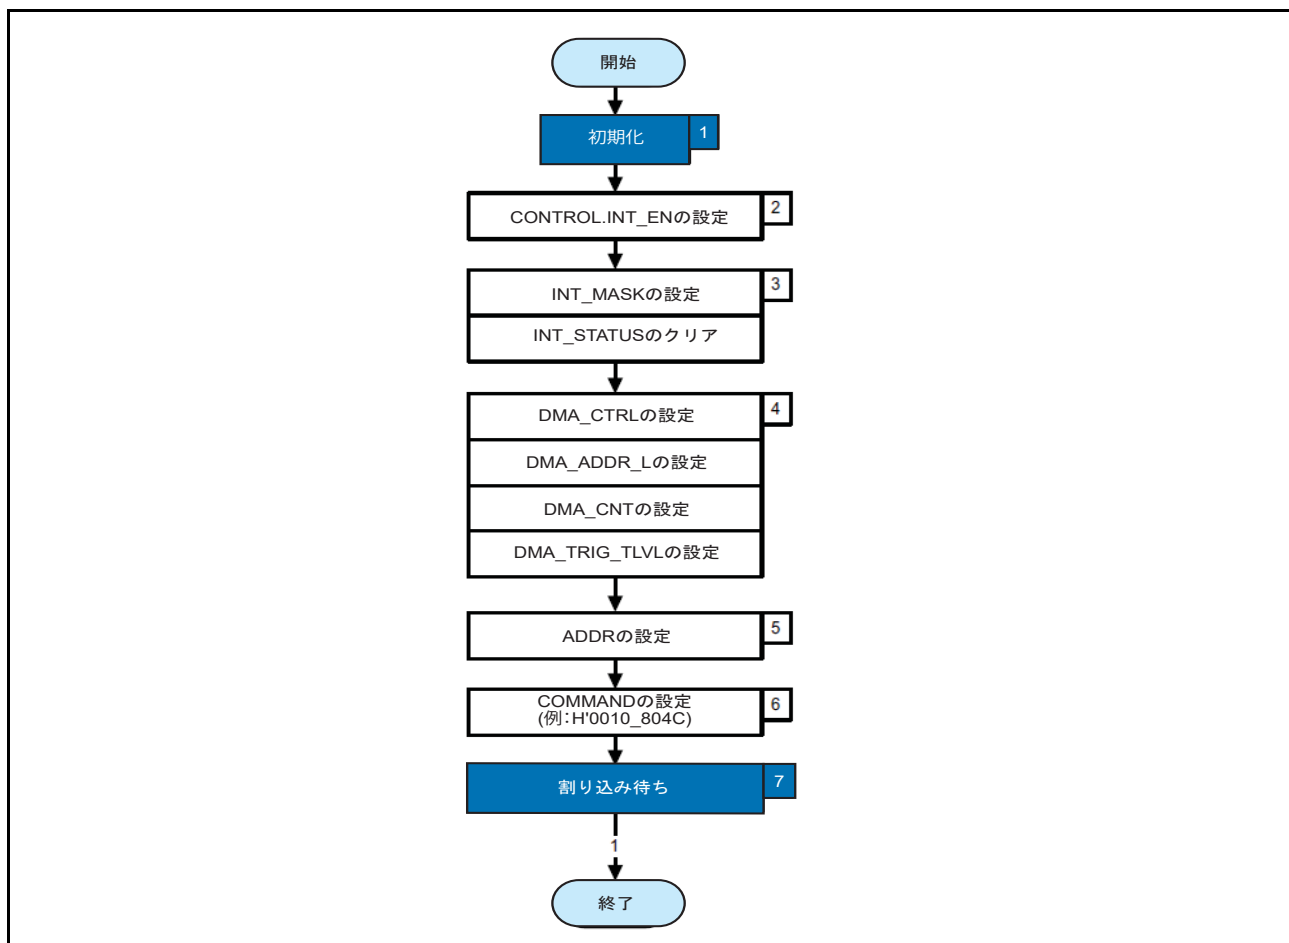 開始
初期化
1
CONTROL.INT_ENの設定
2
INT_MASKの設定
3
INT_STATUSのクリア
DMA_CTRLの設定
4
DMA_ADDR_Lの設定
DMA_CNTの設定
DMA_TRIG_TLVLの設定
ADDRの設定
5
COMMANDの設定
(例:H'0010_804C)
6
割り込み待ち
7
1
終了